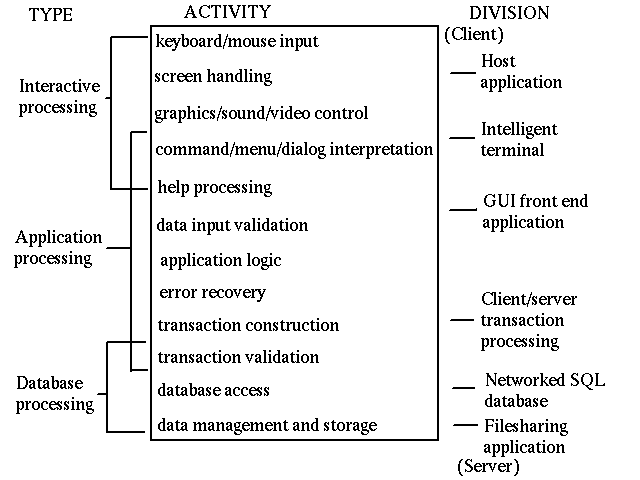 TYPE
ACTIVITY
DIVISION
(Client)
keyboard/mouse input
screen handling
graphics/sound/video control
command/menu/dialog interpretation
help processing
data input validation
application logic
error recovery
transaction construction
transaction validation
database access
data management and storage
Interactive
processing
Application
processing
Database
processing
Host
application
Intelligent
terminal
GUI front end
application
Client/server
transaction
processing
Networked SQL
database
Filesharing
application
(Server)